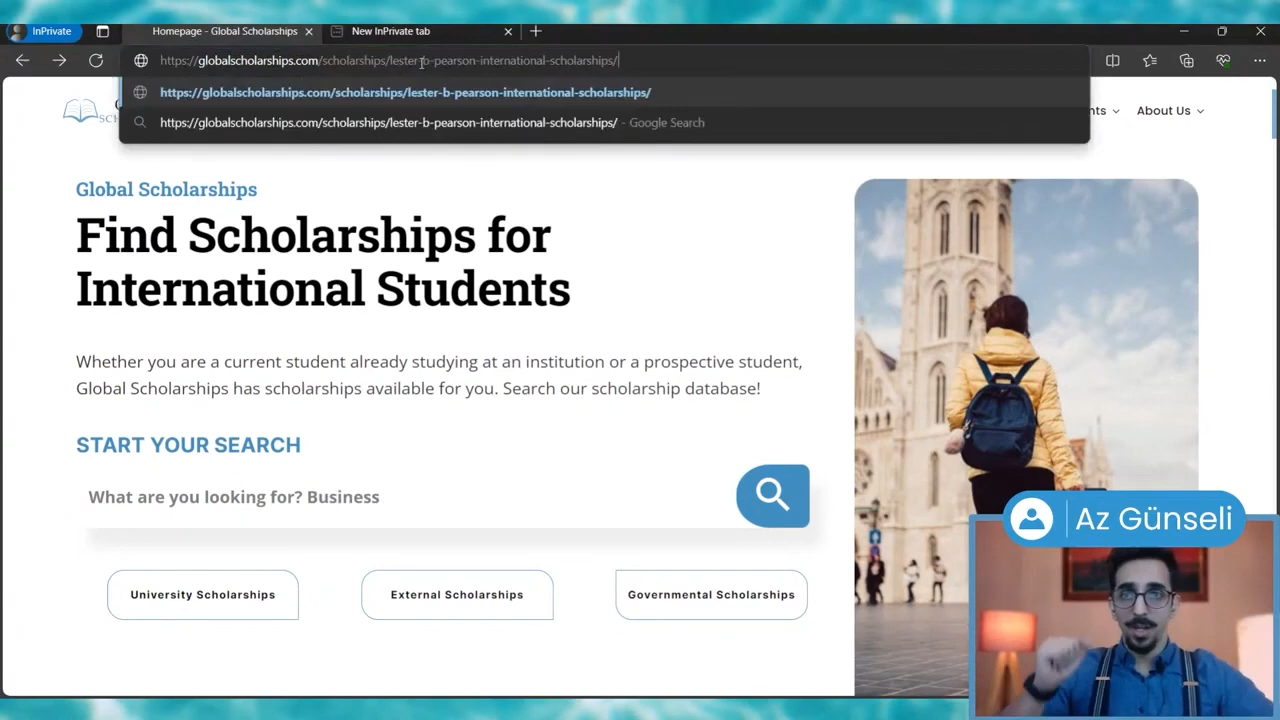 InPrivate
Homepage - Global Scholarships
New InPrivate tab
https://globalscholarships.com/scholarships/lester-b-pearson-international-scholarships/
https://globalscholarships.com/scholarships/lester-b-pearson-international-scholarships/
https://globalscholarships.com/scholarships/lester-b-pearson-international-scholarships/ - Google Search
About Us
Global Scholarships
Find Scholarships for
International Students
Whether you are a current student already studying at an institution or a prospective student,
Global Scholarships has scholarships available for you. Search our scholarship database!
START YOUR SEARCH
What are you looking for? Business
University Scholarships
External Scholarships
Governmental Scholarships
Az Günseli